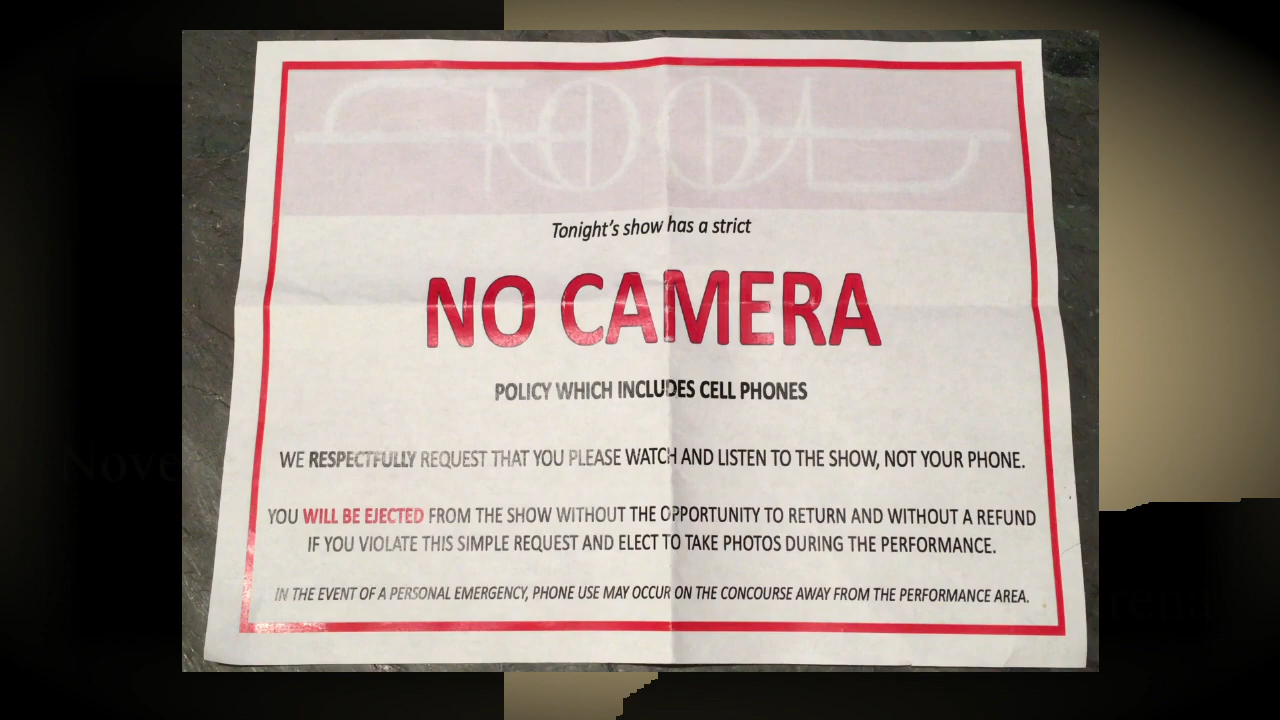 TOOL
Tonight's show has a strict
NO CAMERA
POLICY WHICH INCLUDES CELL PHONES
WE RESPECTFULLY REQUEST THAT YOU PLEASE WATCH AND LISTEN TO THE SHOW, NOT YOUR PHONE.
YOU WILL BE EJECTED FROM THE SHOW WITHOUT THE OPPORTUNITY TO RETURN AND WITHOUT A REFUND
IF YOU VIOLATE THIS SIMPLE REQUEST AND ELECT TO TAKE PHOTOS DURING THE PERFORMANCE.
IN THE EVENT OF A PERSONAL EMERGENCY, PHONE USE MAY OCCUR ON THE CONCOURSE AWAY FROM THE PERFORMANCE AREA.